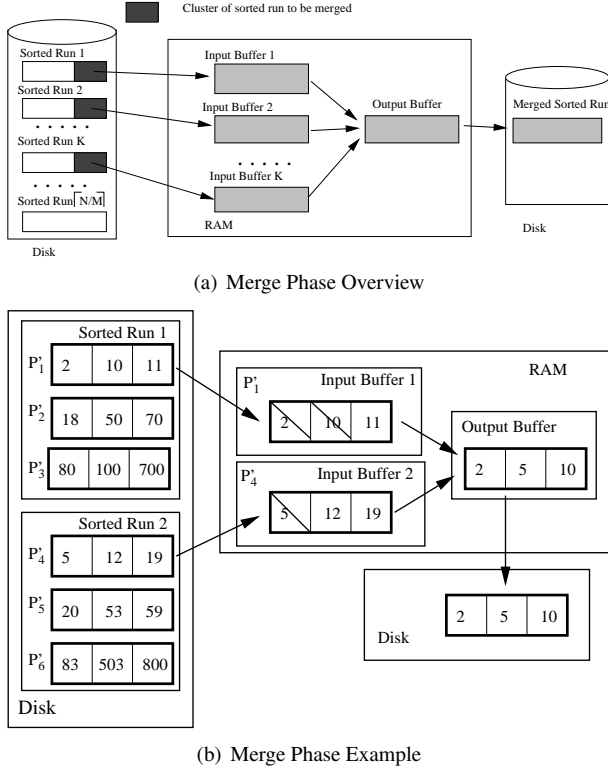 Cluster of sorted run to be merged
Sorted Run 1
Sorted Run 2
. . . . .
Sorted Run K
. . . . .
Sorted Run ⌈N/M⌉
Disk
Input Buffer 1
Input Buffer 2
. . . . .
Input Buffer K
RAM
Output Buffer
Merged Sorted Run
Disk
(a) Merge Phase Overview
Sorted Run 1
P'1 2 10 11
P'2 18 50 70
P'3 80 100 700
Sorted Run 2
P'4 5 12 19
P'5 20 53 59
P'6 83 503 800
Disk
RAM
P'1 Input Buffer 1
2 10 11
P'4 Input Buffer 2
5 12 19
Output Buffer
2 5 10
2 5 10
Disk
(b) Merge Phase Example